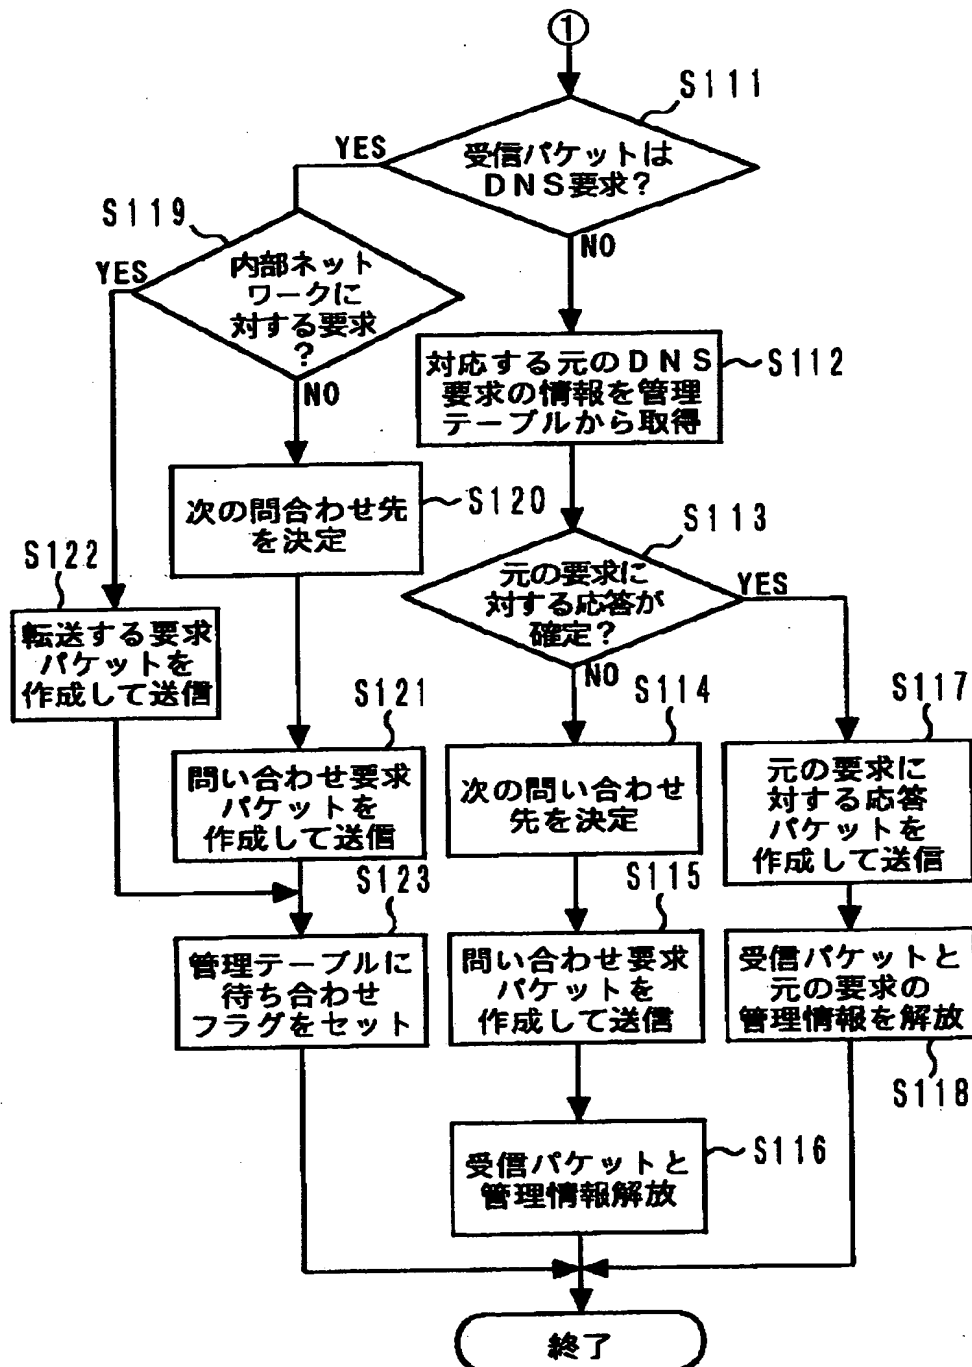 1
S111
受信パケットは
DNS要求?
YES
NO
S119
内部ネット
ワークに
対する要求
?
YES
NO
対応する元のDNS
要求の情報を管理
テーブルから取得
S112
次の問合わせ先
を決定
S120
S113
元の要求に
対する応答が
確定?
YES
NO
S122
転送する要求
パケットを
作成して送信
S121
問い合わせ要求
パケットを
作成して送信
S114
次の問い合わせ
先を決定
S117
元の要求に
対する応答
パケットを
作成して送信
S123
管理テーブルに
待ち合わせ
フラグをセット
S115
問い合わせ要求
パケットを
作成して送信
受信パケットと
元の要求の
管理情報を解放
S118
受信パケットと
管理情報解放
S116
終了